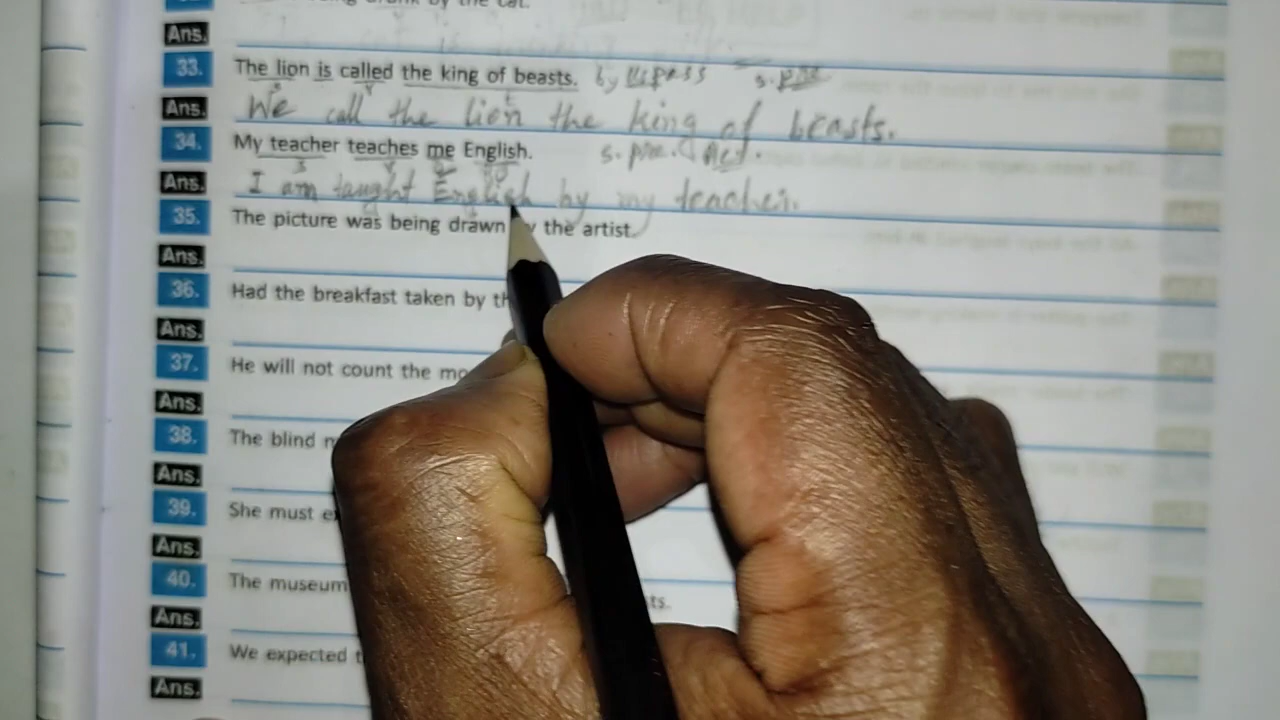 by the cat.
Ans.
33. The lion is called the king of beasts. by us pass s. pre
Ans. We call the lion the king of beasts.
34. My teacher teaches me English. s. pre. Act.
Ans. I am taught English by my teacher.
35. The picture was being drawn the artist.
Ans.
36. Had the breakfast taken by
Ans.
37. He will not count the
Ans.
38. The blind
Ans.
39. She must
Ans.
40. The museum
Ans.
41. We expected
Ans.